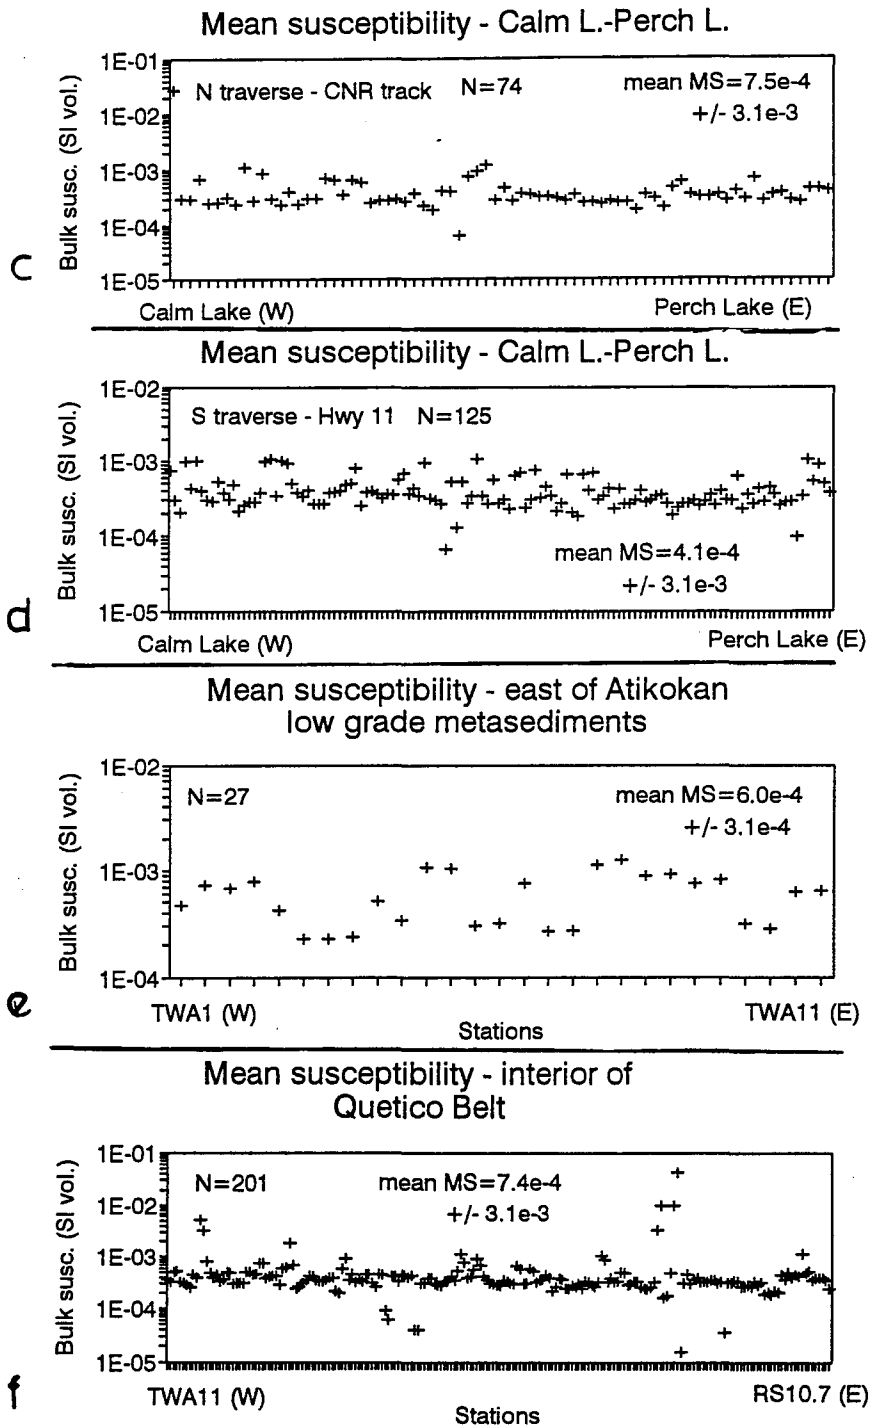 Mean susceptibility - Calm L.-Perch L.
1E-01
N traverse - CNR track N=74
mean MS=7.5e-4
+/- 3.1e-3
1E-02
1E-03
1E-04
1E-05
Bulk susc. (SI vol.)
c
Calm Lake (W)
Perch Lake (E)
Mean susceptibility - Calm L.-Perch L.
1E-02
S traverse - Hwy 11 N=125
1E-03
1E-04
mean MS=4.1e-4
+/- 3.1e-3
1E-05
Bulk susc. (SI vol.)
d
Calm Lake (W)
Perch Lake (E)
Mean susceptibility - east of Atikokan
low grade metasediments
1E-02
N=27
mean MS=6.0e-4
+/- 3.1e-4
1E-03
1E-04
Bulk susc. (SI vol.)
e
TWA1 (W)
Stations
TWA11 (E)
Mean susceptibility - interior of
Quetico Belt
1E-01
N=201
mean MS=7.4e-4
+/- 3.1e-3
1E-02
1E-03
1E-04
1E-05
Bulk susc. (SI vol.)
f
TWA11 (W)
Stations
RS10.7 (E)